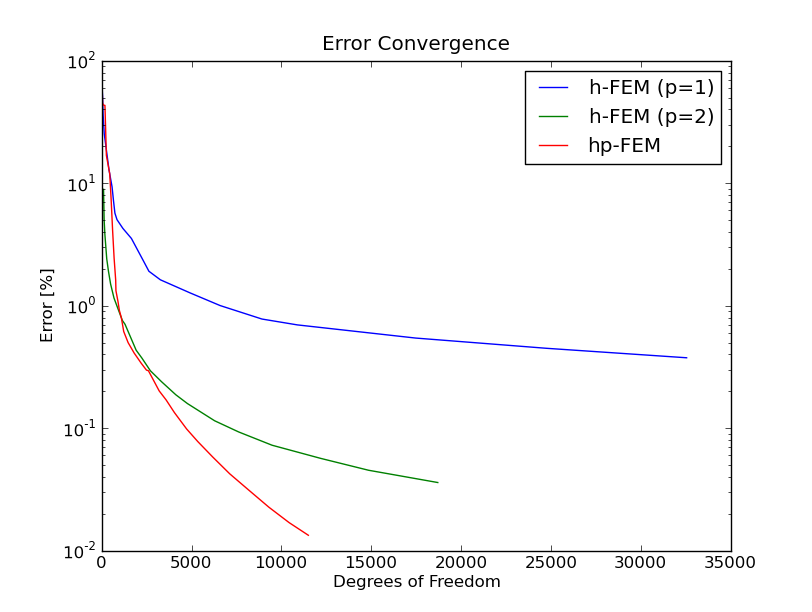 Error Convergence
h-FEM (p=1)
h-FEM (p=2)
hp-FEM
Error [%]
10^2
10^1
10^0
10^-1
10^-2
0 5000 10000 15000 20000 25000 30000 35000
Degrees of Freedom